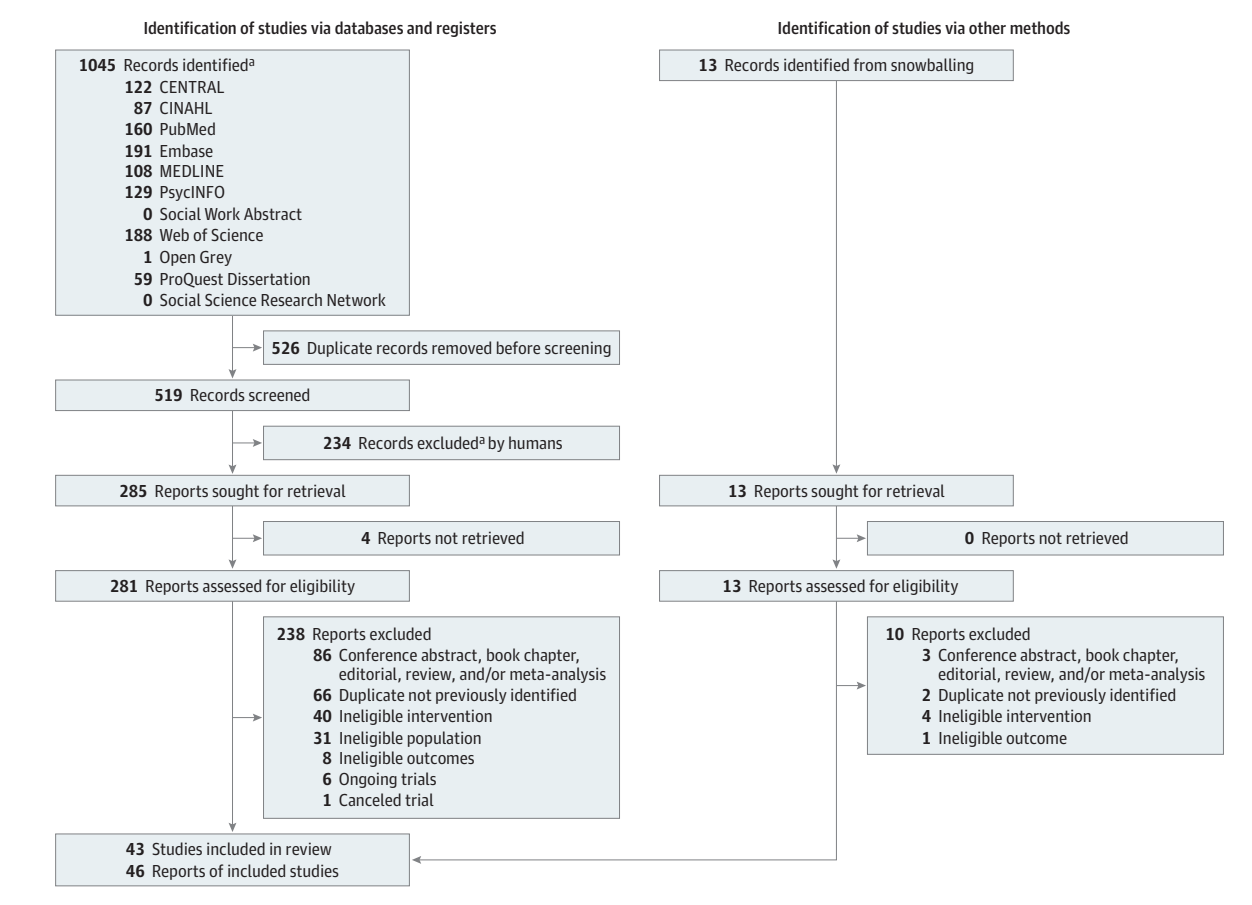 Identification of studies via databases and registers
1045 Records identifiedª
122 CENTRAL
87 CINAHL
160 PubMed
191 Embase
108 MEDLINE
129 PsycINFO
0 Social Work Abstract
188 Web of Science
1 Open Grey
59 ProQuest Dissertation
0 Social Science Research Network
526 Duplicate records removed before screening
519 Records screened
234 Records excludedª by humans
285 Reports sought for retrieval
4 Reports not retrieved
281 Reports assessed for eligibility
238 Reports excluded
86 Conference abstract, book chapter,
editorial, review, and/or meta-analysis
66 Duplicate not previously identified
40 Ineligible intervention
31 Ineligible population
8 Ineligible outcomes
6 Ongoing trials
1 Canceled trial
43 Studies included in review
46 Reports of included studies
Identification of studies via other methods
13 Records identified from snowballing
13 Reports sought for retrieval
0 Reports not retrieved
13 Reports assessed for eligibility
10 Reports excluded
3 Conference abstract, book chapter,
editorial, review, and/or meta-analysis
2 Duplicate not previously identified
4 Ineligible intervention
1 Ineligible outcome